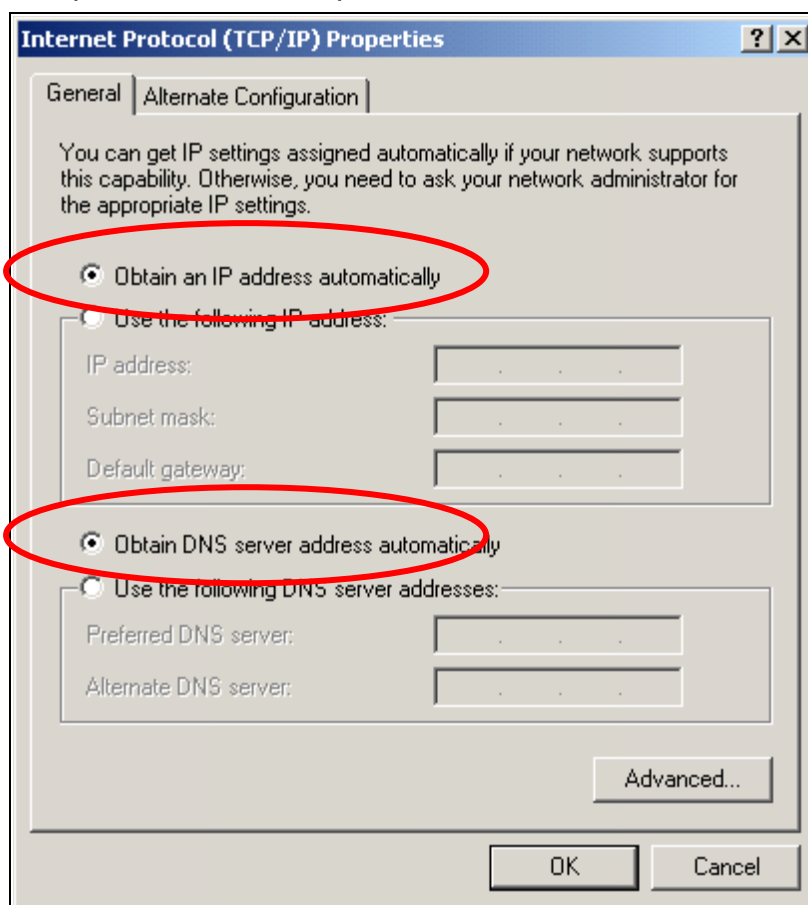 Internet Protocol (TCP/IP) Properties
General
Alternate Configuration
You can get IP settings assigned automatically if your network supports
this capability. Otherwise, you need to ask your network administrator for
the appropriate IP settings.
Obtain an IP address automatically
Use the following IP address:
IP address:
Subnet mask:
Default gateway:
Obtain DNS server address automatically
Use the following DNS server addresses:
Preferred DNS server:
Alternate DNS server:
Advanced...
OK
Cancel